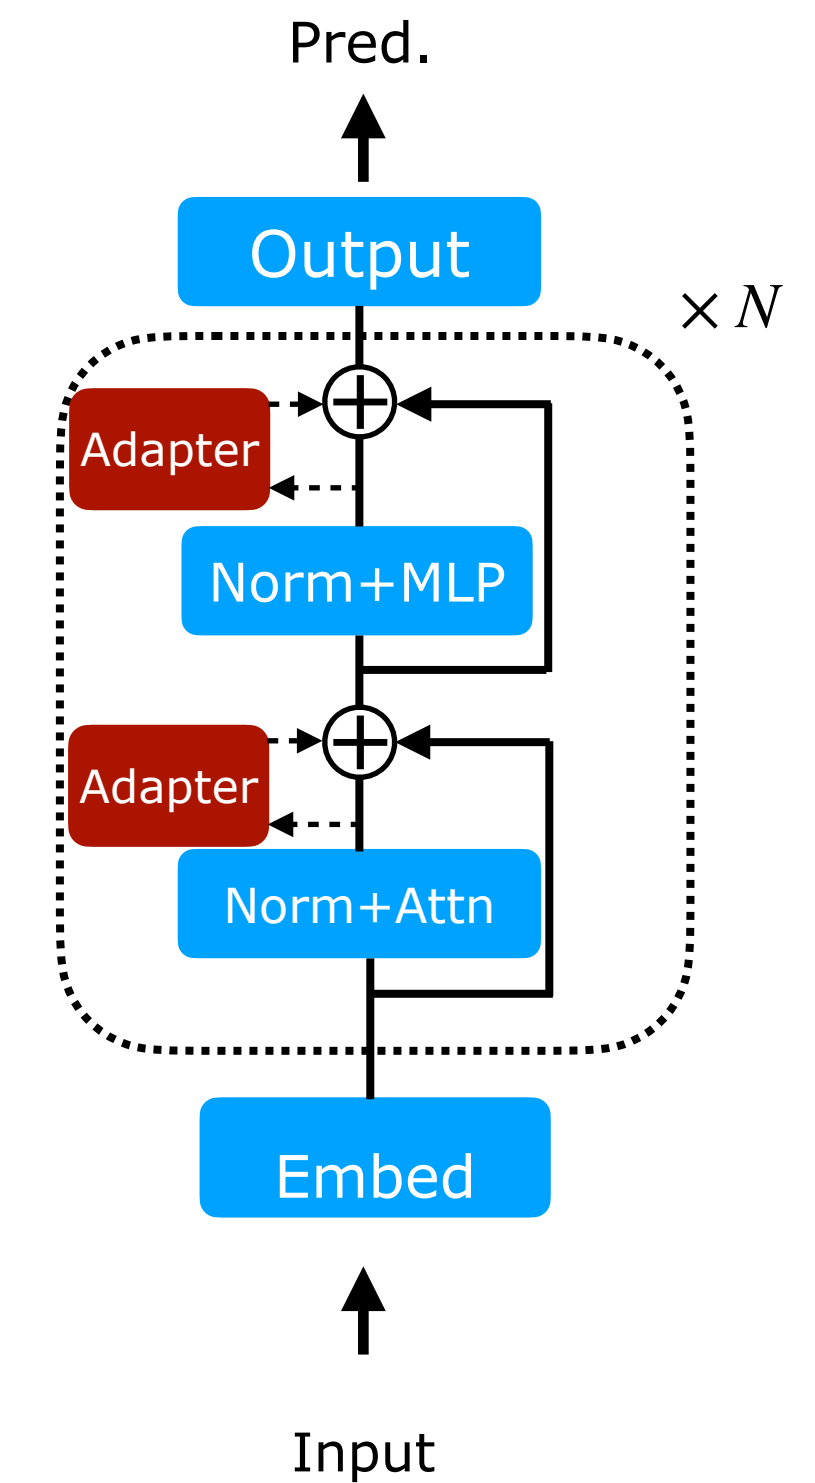 Pred.
Output
× N
Adapter
Norm+MLP
Adapter
Norm+Attn
Embed
Input